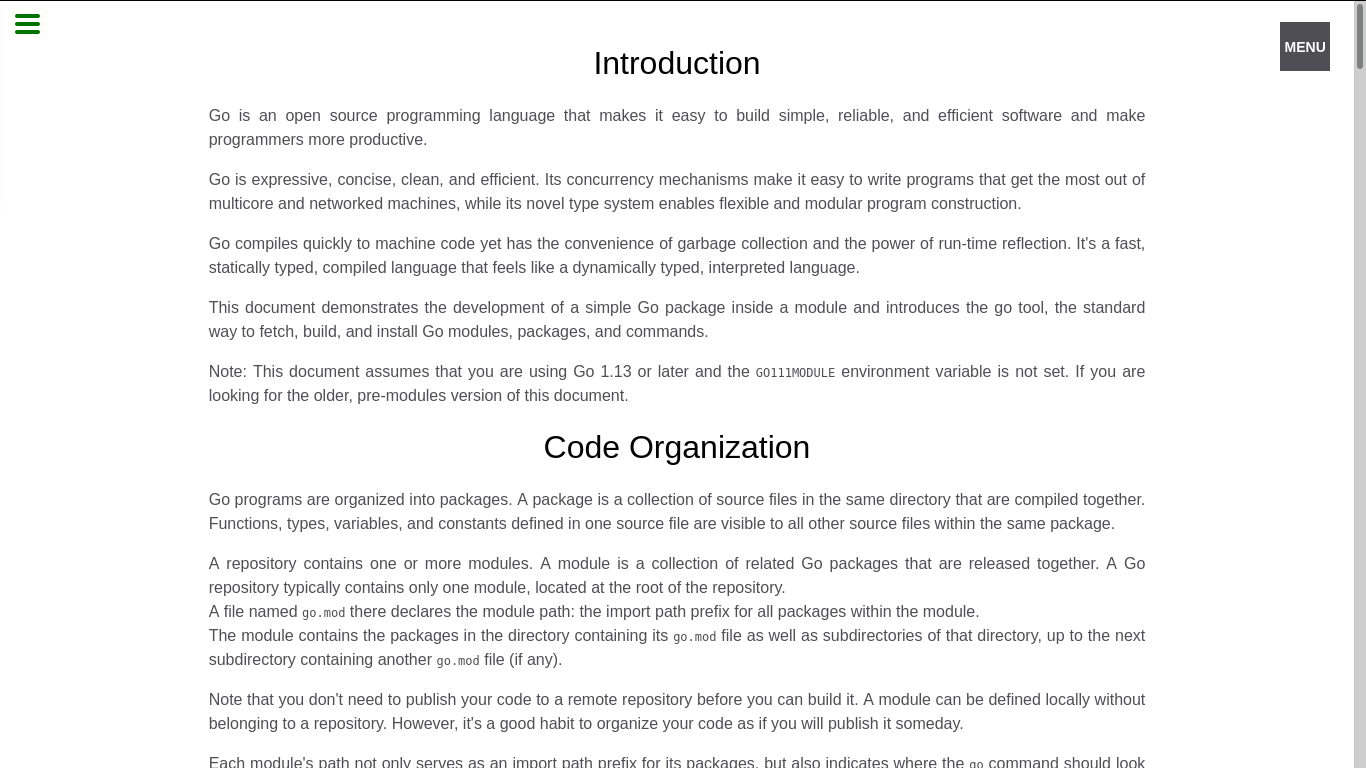 MENU
Introduction
Go is an open source programming language that makes it easy to build simple, reliable, and efficient software and make
programmers more productive.
Go is expressive, concise, clean, and efficient. Its concurrency mechanisms make it easy to write programs that get the most out of
multicore and networked machines, while its novel type system enables flexible and modular program construction.
Go compiles quickly to machine code yet has the convenience of garbage collection and the power of run-time reflection. It's a fast,
statically typed, compiled language that feels like a dynamically typed, interpreted language.
This document demonstrates the development of a simple Go package inside a module and introduces the go tool, the standard
way to fetch, build, and install Go modules, packages, and commands.
Note: This document assumes that you are using Go 1.13 or later and the GO111MODULE environment variable is not set. If you are
looking for the older, pre-modules version of this document.
Code Organization
Go programs are organized into packages. A package is a collection of source files in the same directory that are compiled together.
Functions, types, variables, and constants defined in one source file are visible to all other source files within the same package.
A repository contains one or more modules. A module is a collection of related Go packages that are released together. A Go
repository typically contains only one module, located at the root of the repository.
A file named go.mod there declares the module path: the import path prefix for all packages within the module.
The module contains the packages in the directory containing its go.mod file as well as subdirectories of that directory, up to the next
subdirectory containing another go.mod file (if any).
Note that you don't need to publish your code to a remote repository before you can build it. A module can be defined locally without
belonging to a repository. However, it's a good habit to organize your code as if you will publish it someday.
Each module's path not only serves as an import path prefix for its packages, but also indicates where the go command should look